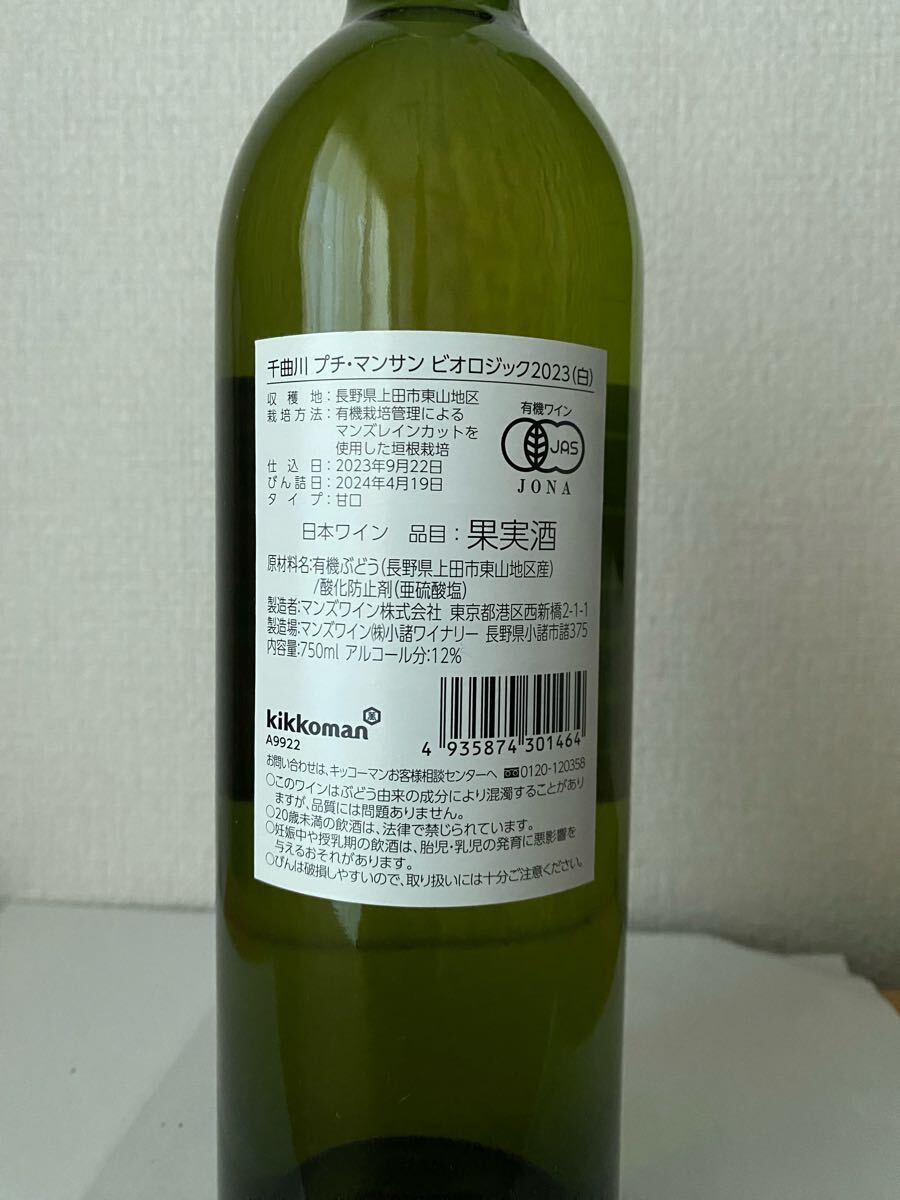 千曲川 プチ・マンサン ビオロジック2023(白)
収穫地：長野県上田市東山地区
栽培方法：有機栽培管理による
マンズレインカットを
使用した垣根栽培
仕込日：2023年9月22日
びん詰日：2024年4月19日
タイプ：甘口
有機ワイン
JAS
JONA
日本ワイン 品目：果実酒
原材料名:有機ぶどう(長野県上田市東山地区産)
/酸化防止剤(亜硫酸塩)
製造者:マンズワイン株式会社 東京都港区西新橋2-1-1
製造場:マンズワイン㈱小諸ワイナリー 長野県小諸市諸375
内容量:750ml アルコール分:12%
kikkoman 萬
A9922
4 935874 301464
お問い合わせは、キッコーマンお客様相談センターへ 0120-120358
○このワインはぶどう由来の成分により混濁することがあり
ますが、品質には問題ありません。
○20歳未満の飲酒は、法律で禁じられています。
○妊娠中や授乳期の飲酒は、胎児・乳児の発育に悪影響を
与えるおそれがあります。
○びんは破損しやすいので、取り扱いには十分ご注意ください。